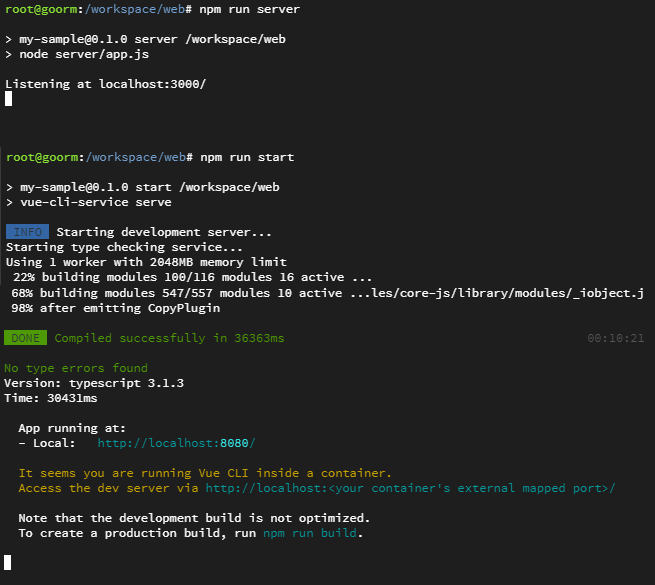 root@goorm:/workspace/web# npm run server
> my-sample@0.1.0 server /workspace/web
> node server/app.js
Listening at localhost:3000/
root@goorm:/workspace/web# npm run start
> my-sample@0.1.0 start /workspace/web
> vue-cli-service serve
INFO Starting development server...
Starting type checking service...
Using 1 worker with 2048MB memory limit
22% building modules 100/116 modules 16 active ...
68% building modules 547/557 modules 10 active ...les/core-js/library/modules/_iobject.j
98% after emitting CopyPlugin
DONE Compiled successfully in 36363ms 00:10:21
No type errors found
Version: typescript 3.1.3
Time: 30431ms
App running at:
- Local: http://localhost:8080/
It seems you are running Vue CLI inside a container.
Access the dev server via http://localhost:<your container's external mapped port>/
Note that the development build is not optimized.
To create a production build, run npm run build.